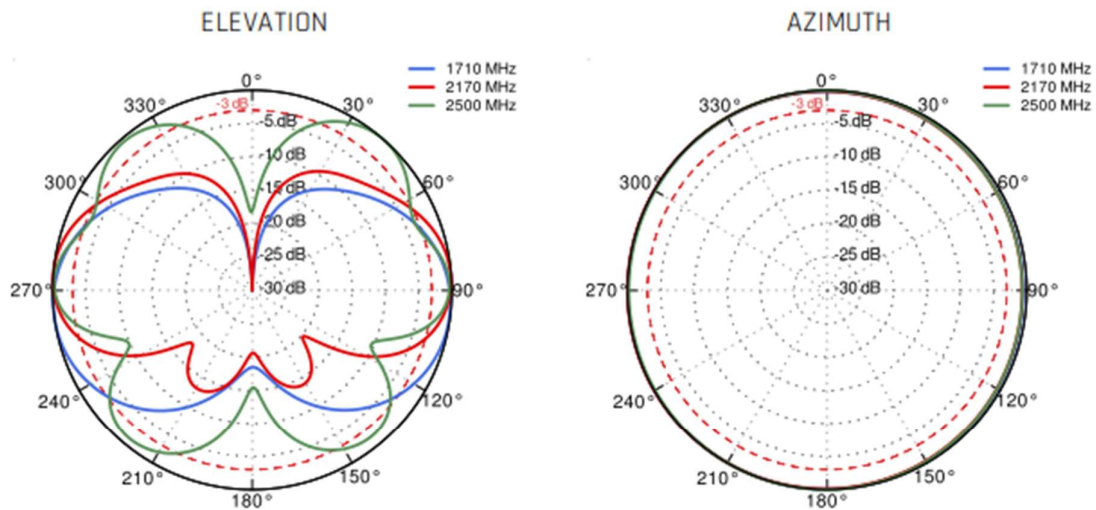 ELEVATION
1710 MHz
2170 MHz
2500 MHz
0°
330°
30°
-3 dB
-5 dB
-10 dB
300°
60°
-15 dB
-20 dB
-25 dB
270°
-30 dB
90°
240°
120°
210°
150°
180°
AZIMUTH
1710 MHz
2170 MHz
2500 MHz
0°
330°
30°
-3 dB
-5 dB
-10 dB
300°
60°
-15 dB
-20 dB
-25 dB
270°
-30 dB
90°
240°
120°
210°
150°
180°